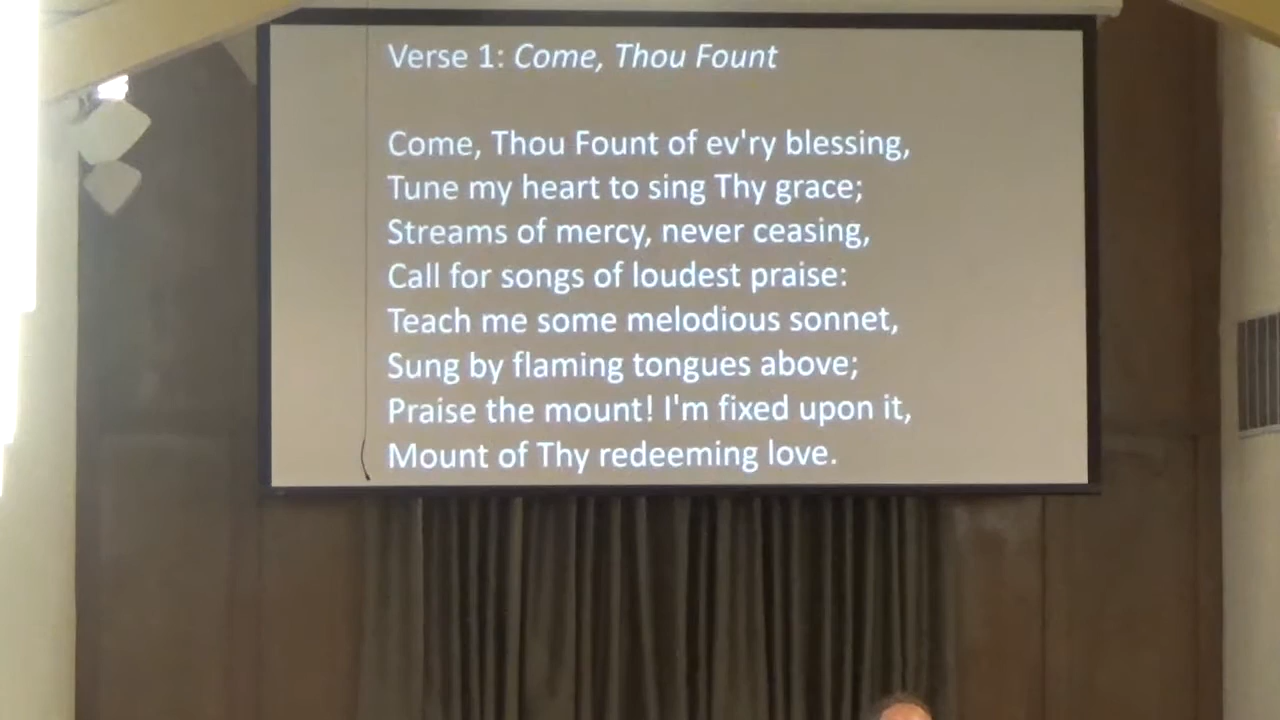 Verse 1: Come, Thou Fount
Come, Thou Fount of ev'ry blessing,
Tune my heart to sing Thy grace;
Streams of mercy, never ceasing,
Call for songs of loudest praise:
Teach me some melodious sonnet,
Sung by flaming tongues above;
Praise the mount! I'm fixed upon it,
Mount of Thy redeeming love.